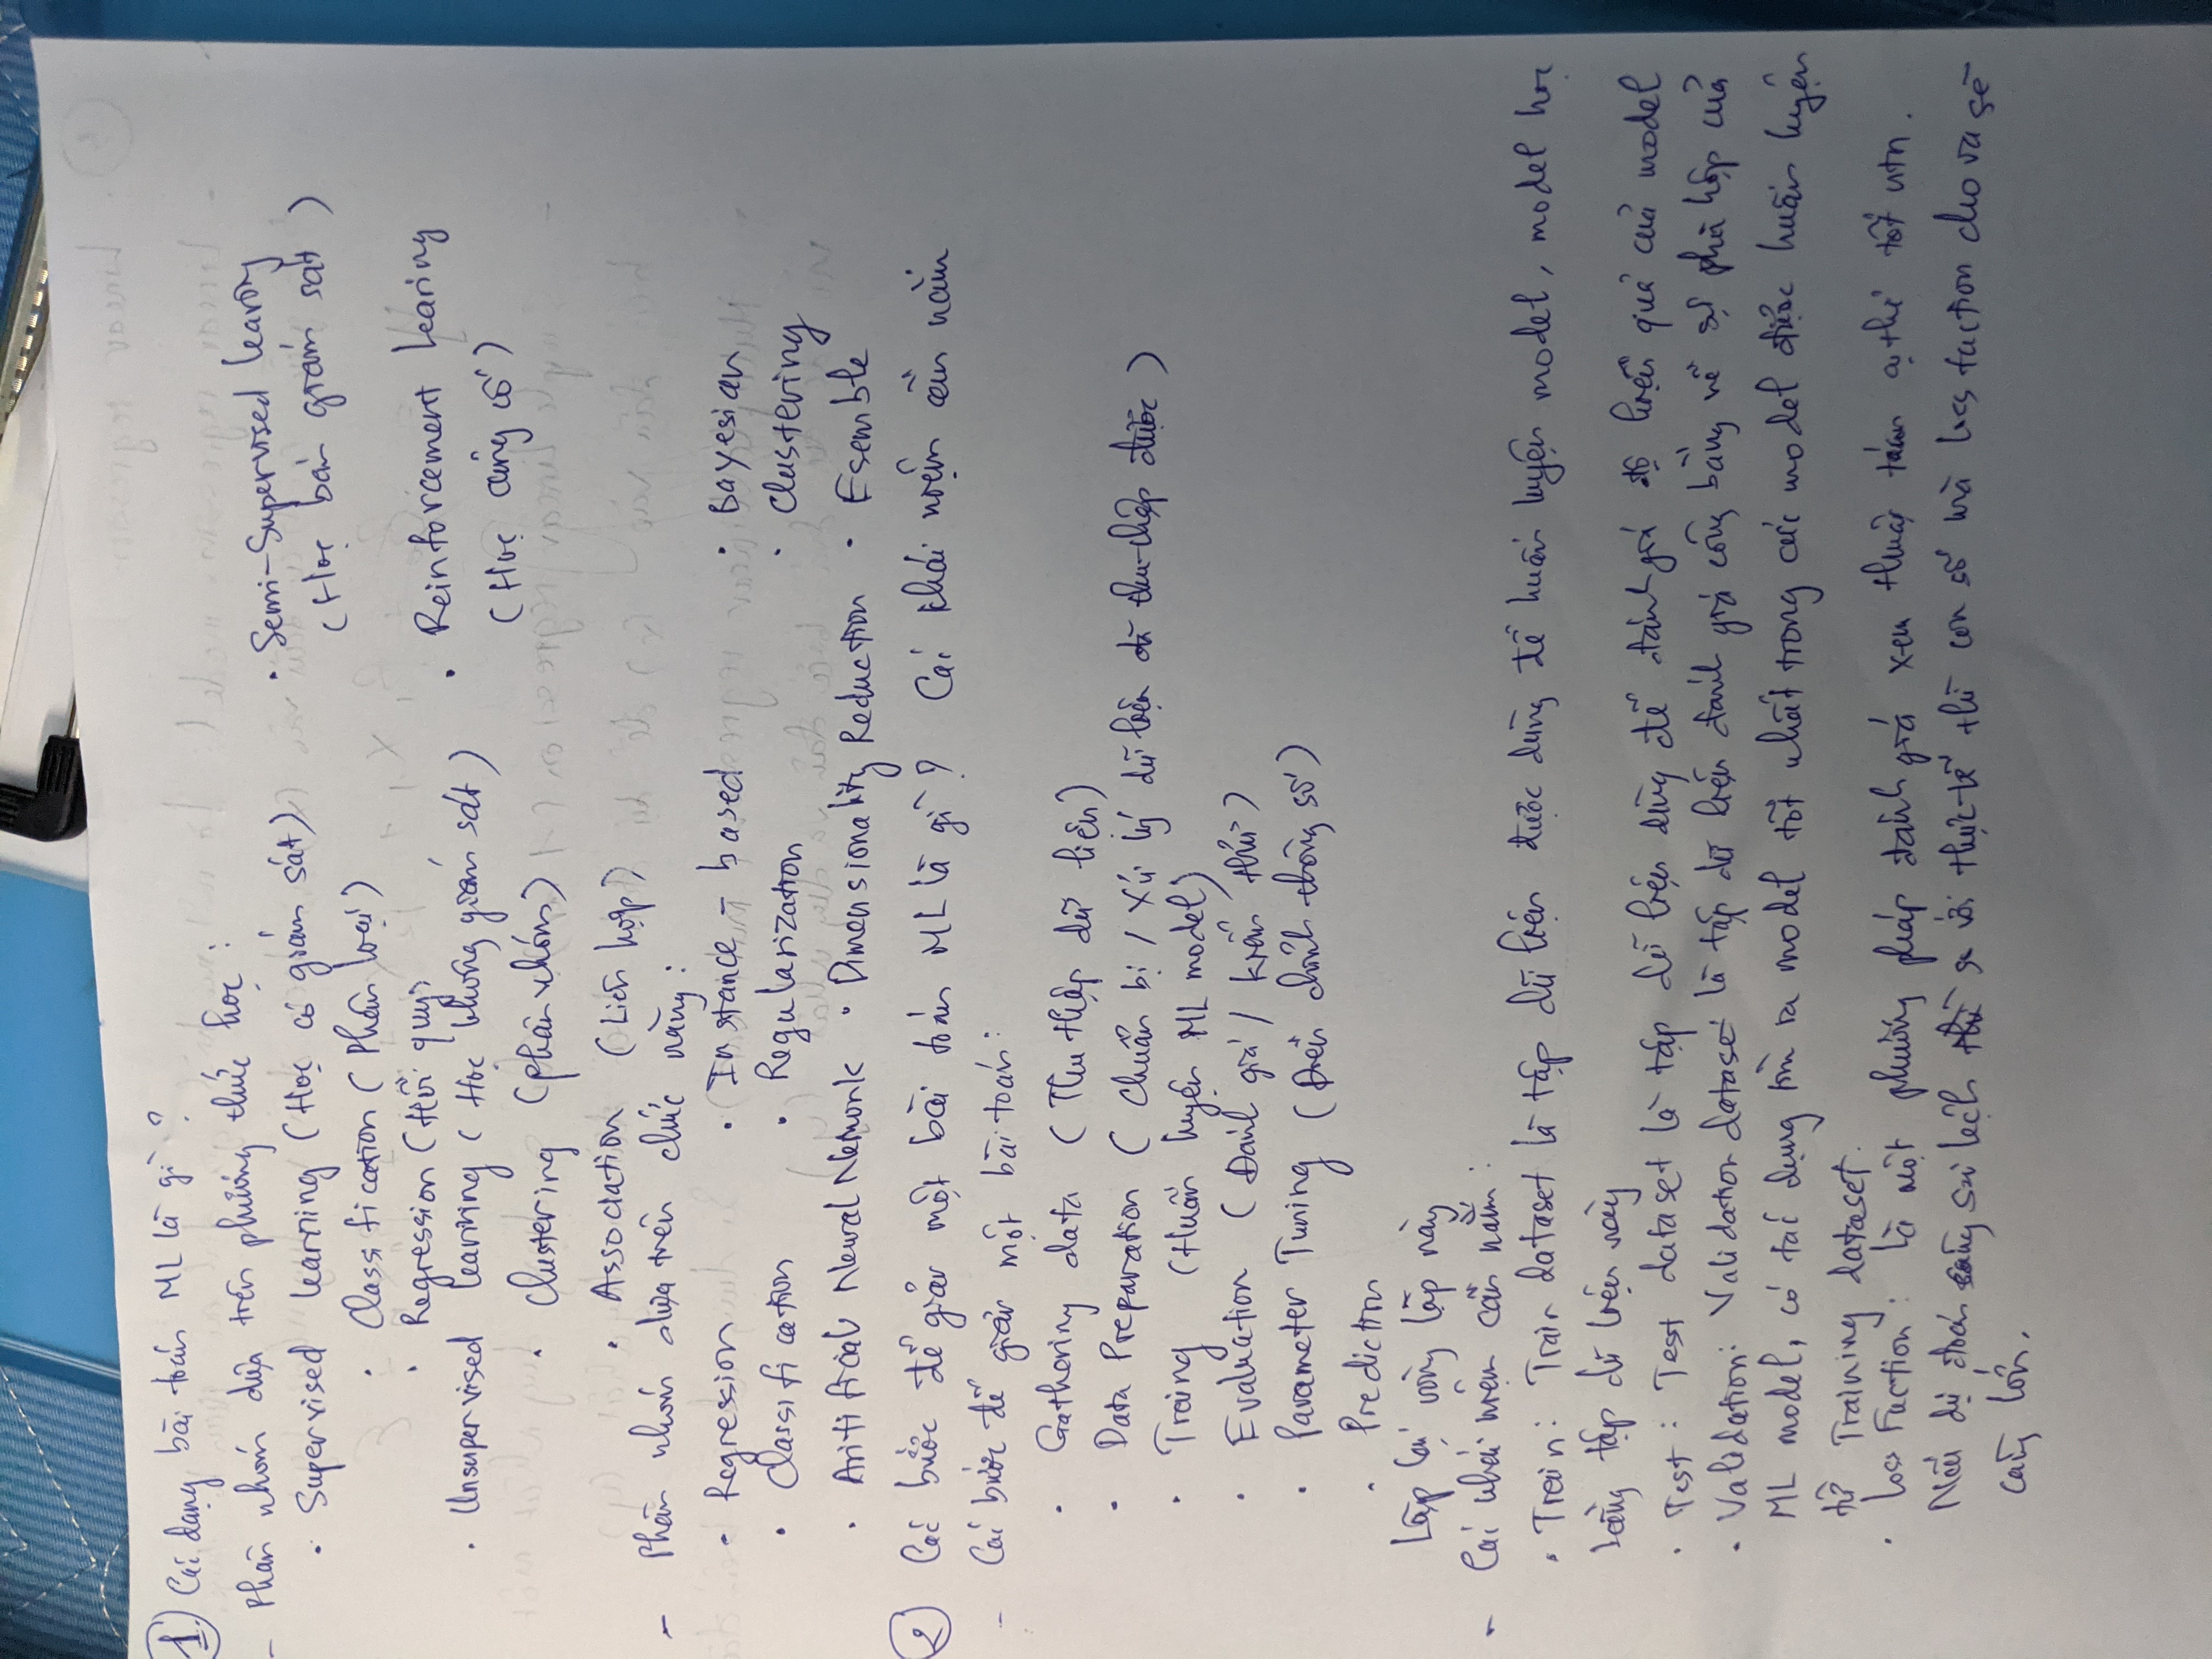 1. Các dạng bài toán ML là gì?
- Phân nhóm dựa trên phương thức học:
• Supervised learning (Học có giám sát)
• Classification (Phân loại)
• Regression (Hồi quy)
• Unsupervised learning (Học không giám sát)
• Clustering (phân nhóm)
• Association (Liên hợp)
• Semi-Supervised learing
(Học bán giám sát)
• Reinforcement learing
(Học củng cố)
- Phân nhóm dựa trên chức năng:
• Regression • Instance-based • Bayesian
• Classification • Regularization • Clustering
• Aritificial Neural Network • Dimensionality Reduction • Esemble
2 Các bước để giải một bài toán ML là gì? Các khái niệm cần nắm
- Các bước để giải một bài toán:
• Gathering data (Thu thập dữ liệu)
• Data Preparation (Chuẩn bị / Xử lý dữ liệu đã thu thập được)
• Traing (Huấn luyện ML model)
• Evaluation (Đánh giá / kiểm thử)
• Parameter Tuning (Điều chỉnh thông số)
• Prediction
Lặp lại vòng lặp này
- Các khái niệm cần nắm:
• Train: Train dataset là tập dữ liệu được dùng để huấn luyện model, model học
bằng tập dữ liệu này
• Test: Test dataset là tập dữ liệu dùng để đánh giá độ hiệu quả của model
• Validation: Validation dataset là tập dữ liệu đánh giá công bằng về sự phù hợp của
ML model, có tác dụng tìm ra model tốt nhất trong các model được huấn luyện
từ Training dataset.
• Loss Fuction: là một phương pháp đánh giá xem thuật toán cụ thể tốt ntn.
Nếu dự đoán càng sai lệch so với thực tế thì con số mà loss fuction cho ra sẽ
càng lớn.